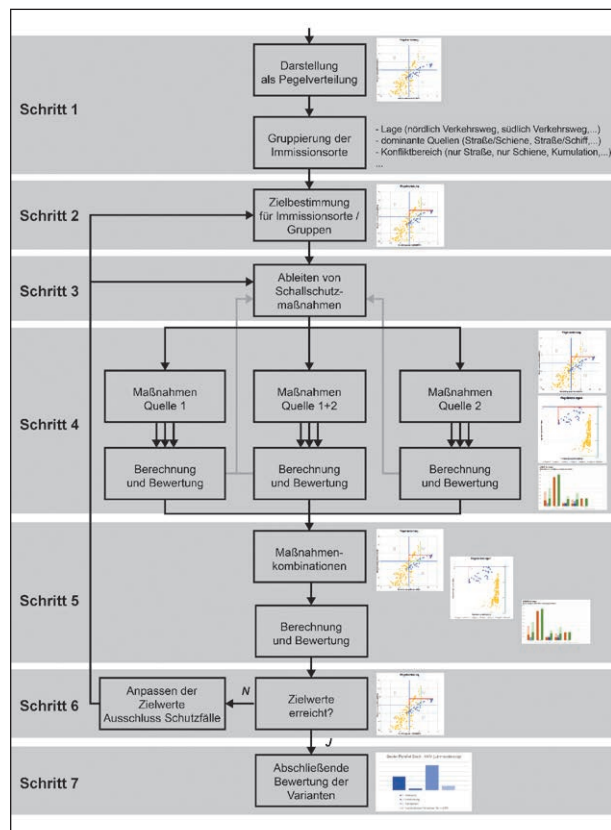 Schritt 1
Darstellung
als Pegelverteilung
Gruppierung der
Immissionsorte
- Lage (nördlich Verkehrsweg, südlich Verkehrsweg,...)
- dominante Quellen (Straße/Schiene, Straße/Schiff,...)
- Konfliktbereich (nur Straße, nur Schiene, Kumulation,...)
...
Schritt 2
Zielbestimmung
für Immissionsorte /
Gruppen
Schritt 3
Ableiten von
Schallschutz-
maßnahmen
Schritt 4
Maßnahmen
Quelle 1
Maßnahmen
Quelle 1+2
Maßnahmen
Quelle 2
Berechnung
und Bewertung
Berechnung
und Bewertung
Berechnung
und Bewertung
Schritt 5
Maßnahmen-
kombinationen
Berechnung
und Bewertung
Schritt 6
Anpassen der
Zielwerte
Ausschluss Schutzfälle
N
Zielwerte
erreicht?
J
Schritt 7
Abschließende
Bewertung der
Varianten